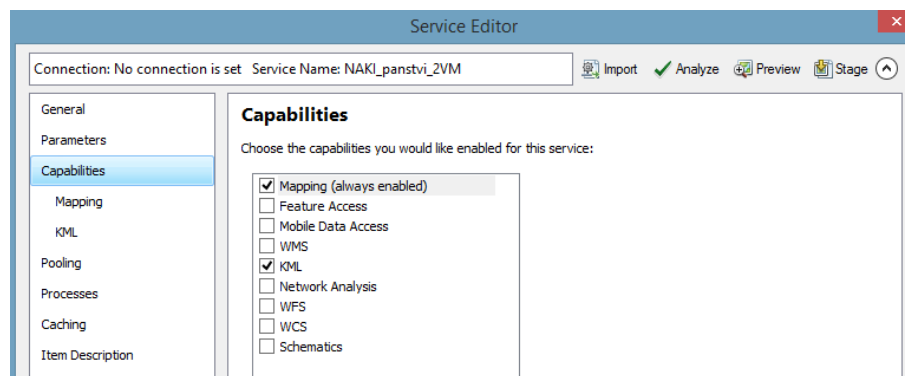 Service Editor
Connection: No connection is set Service Name: NAKI_panstvi_2VM Import Analyze Preview Stage
General
Parameters
Capabilities
Mapping
KML
Pooling
Processes
Caching
Item Description
Capabilities
Choose the capabilities you would like enabled for this service:
Mapping (always enabled)
Feature Access
Mobile Data Access
WMS
KML
Network Analysis
WFS
WCS
Schematics